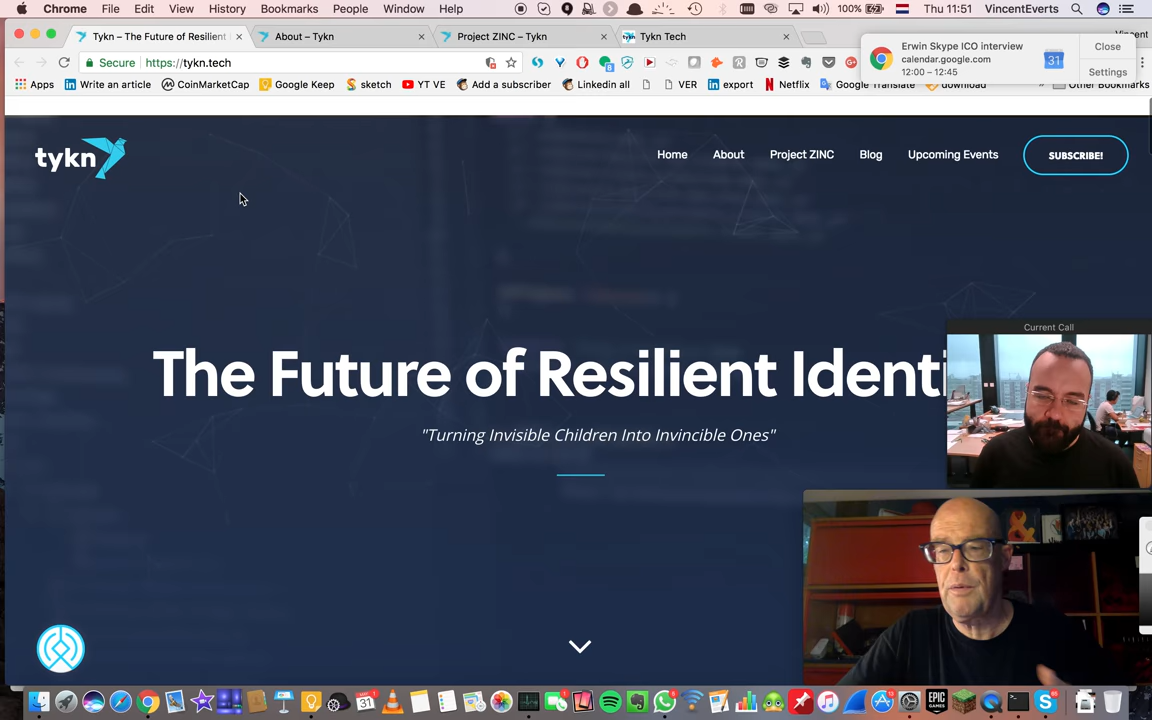 Chrome File Edit View History Bookmarks People Window Help 100% Thu 11:51 VincentEverts
Tykn – The Future of Resilient About – Tykn Project ZINC – Tykn Tykn Tech Vincent
Secure https://tykn.tech
Apps Write an article CoinMarketCap Google Keep sketch YT VE Add a subscriber Linkedin all VER export Netflix Google Translate download Other Bookmarks
Erwin Skype ICO interview
calendar.google.com
12:00 – 12:45
31
Close
Settings
tykn
Home About Project ZINC Blog Upcoming Events SUBSCRIBE!
The Future of Resilient Identi
"Turning Invisible Children Into Invincible Ones"
Current Call